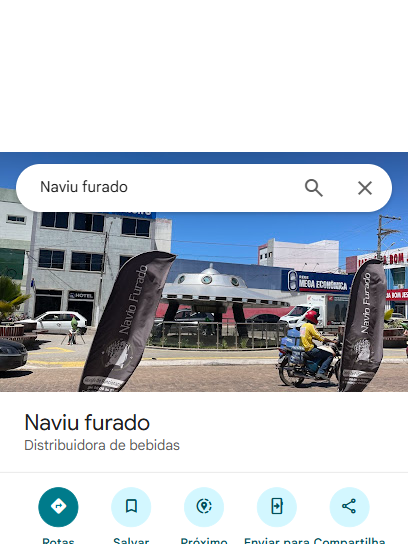 Naviu furado
HOTEL
MEGA ECONÔMICA
Navio Furado
Navio Furado
Naviu furado
Distribuidora de bebidas
Rotas
Salvar
Próximo
Enviar para
Compartilhar